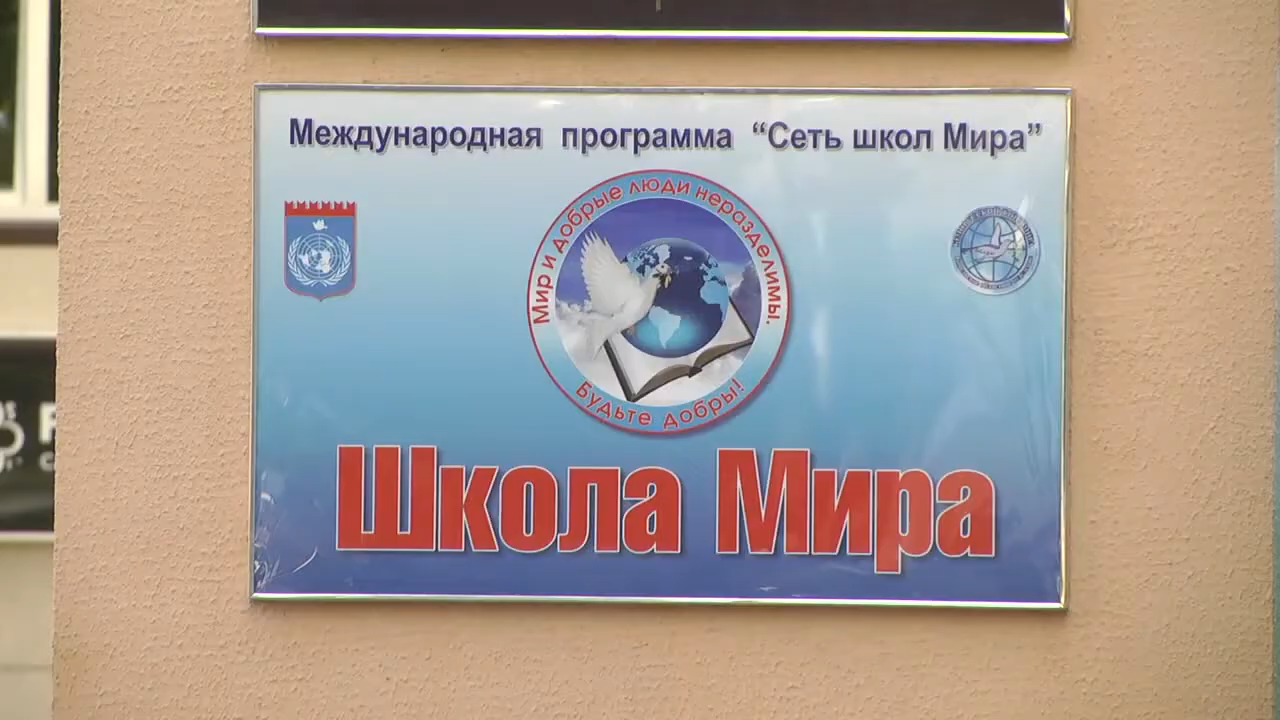 Международная программа “Сеть школ Мира”
Мир и добрые люди неразделимы.
Будьте добры!
Школа Мира